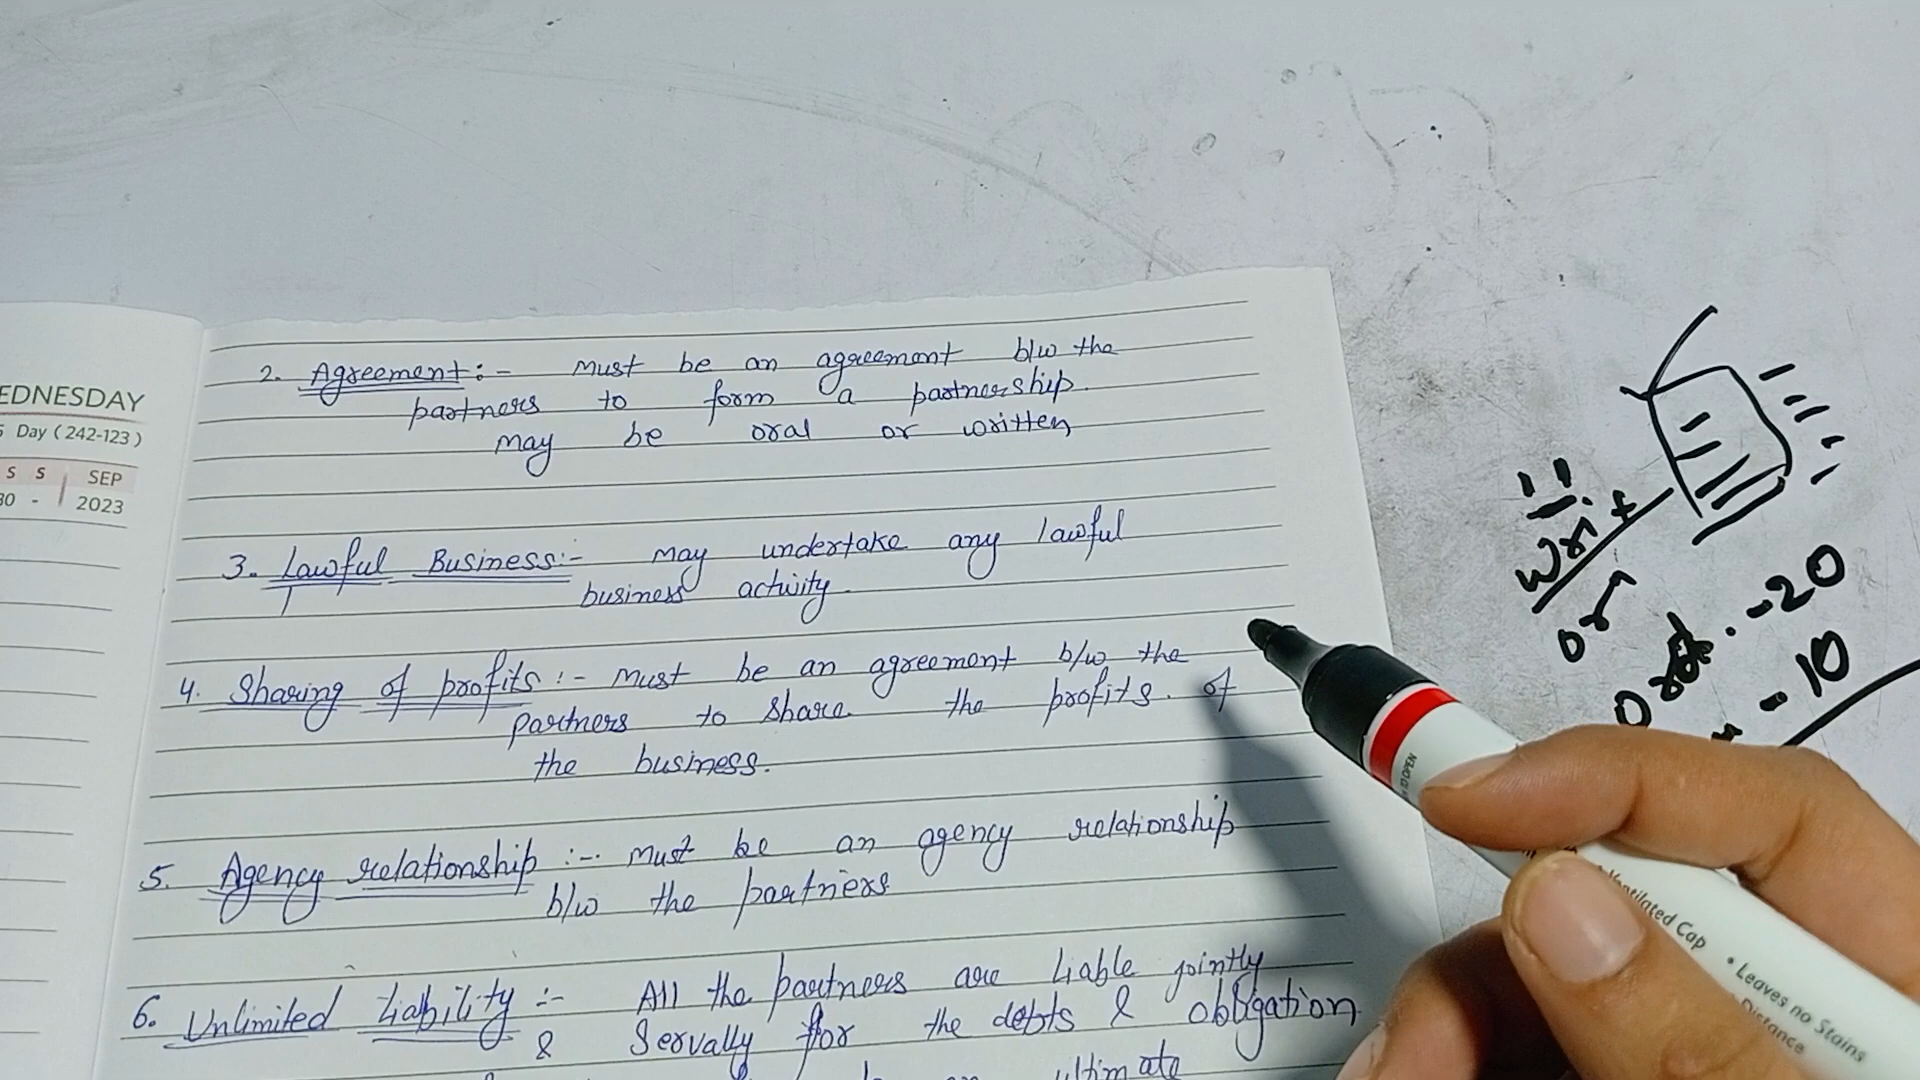 EDNESDAY
Day (242-123)
S S SEP
30 - 2023
2. Agreement :- must be an agreement b/w the
partners to form a partnership.
may be oral or written
3. Lawful Business:- may undertake any lawful
business activity.
4. Sharing of profits :- must be an agreement b/w the
partners to share the profits. of
the business.
5. Agency relationship :- must be an agency relationship
b/w the partners
6. Unlimited Liability :- All the partners are liable jointly
& Servally for the debts & obligation
ultimate
Writ
or
- 20
- 10
Ventilated Cap
• Leaves no Stains
Distance